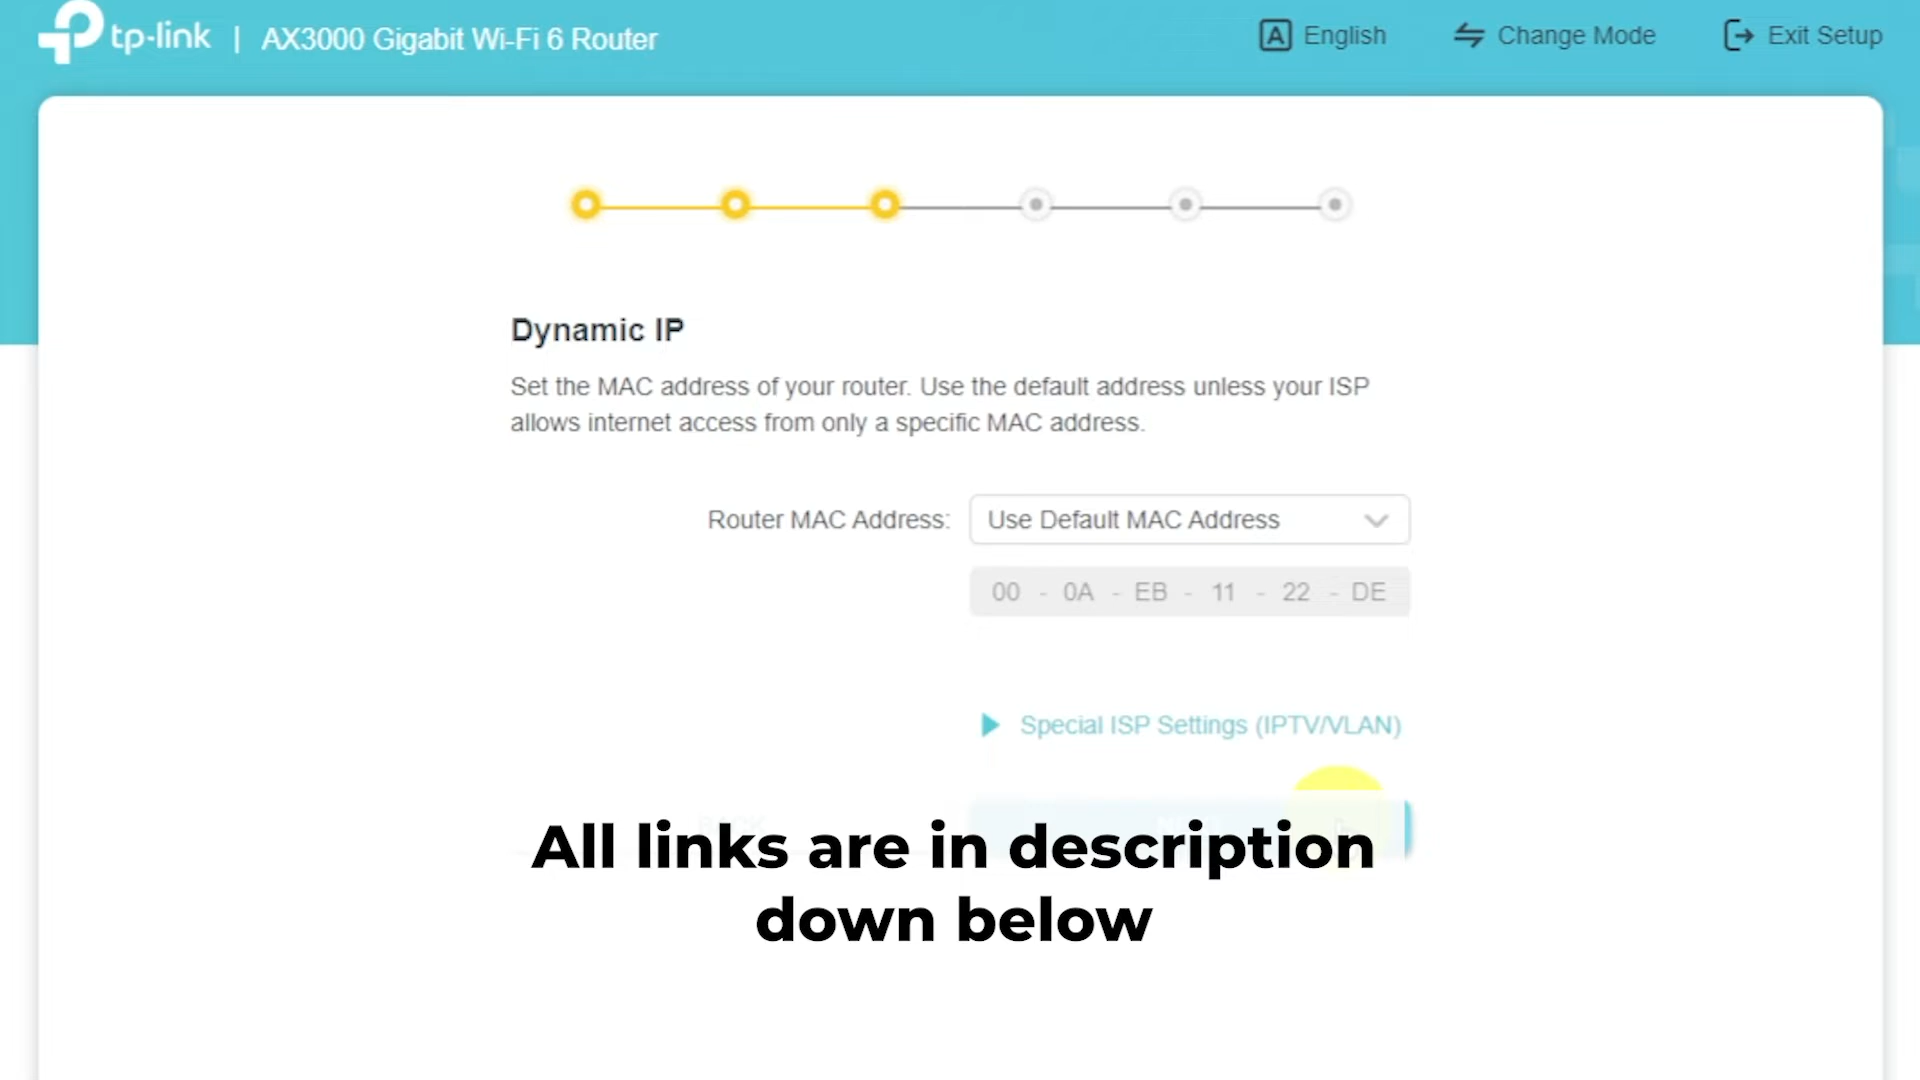 tp-link | AX3000 Gigabit Wi-Fi 6 Router
English
Change Mode
Exit Setup
Dynamic IP
Set the MAC address of your router. Use the default address unless your ISP
allows internet access from only a specific MAC address.
Router MAC Address: Use Default MAC Address
00 - 0A - EB - 11 - 22 - DE
Special ISP Settings (IPTV/VLAN)
All links are in description
down below